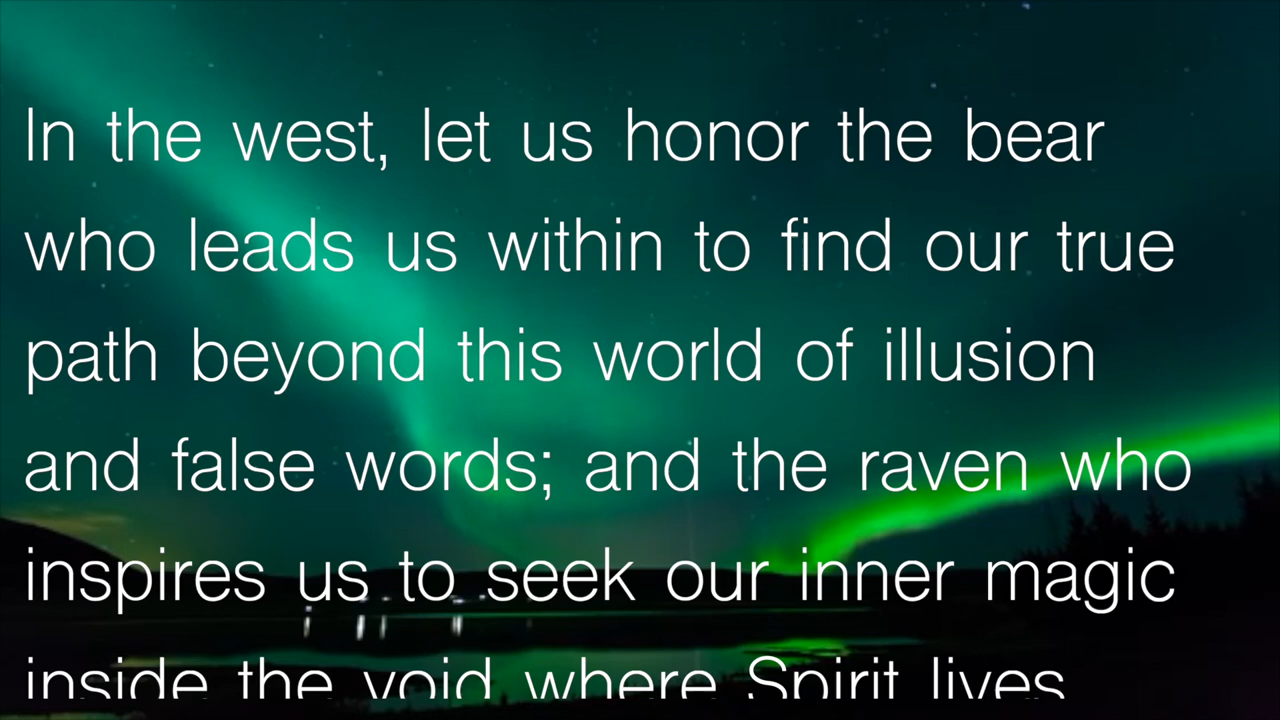 In the west, let us honor the bear
who leads us within to find our true
path beyond this world of illusion
and false words; and the raven who
inspires us to seek our inner magic
inside the void where Spirit lives